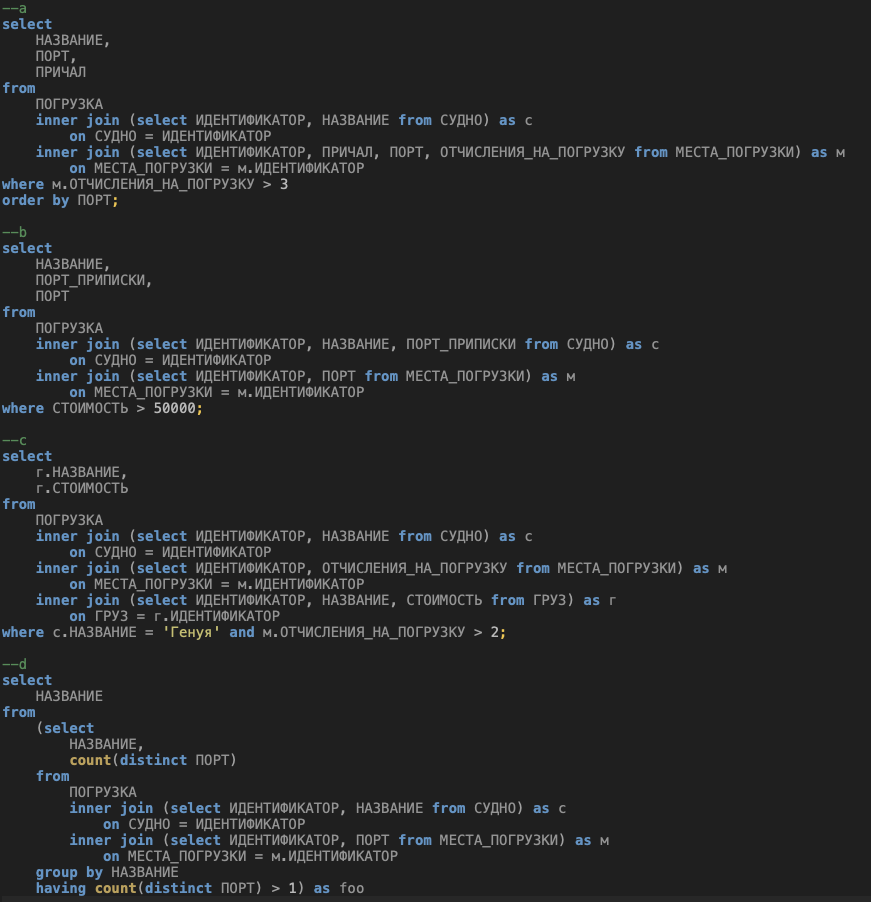 --a
select
    НАЗВАНИЕ,
    ПОРТ,
    ПРИЧАЛ
from
    ПОГРУЗКА
    inner join (select ИДЕНТИФИКАТОР, НАЗВАНИЕ from СУДНО) as с
        on СУДНО = ИДЕНТИФИКАТОР
    inner join (select ИДЕНТИФИКАТОР, ПРИЧАЛ, ПОРТ, ОТЧИСЛЕНИЯ_НА_ПОГРУЗКУ from МЕСТА_ПОГРУЗКИ) as м
        on МЕСТА_ПОГРУЗКИ = м.ИДЕНТИФИКАТОР
where м.ОТЧИСЛЕНИЯ_НА_ПОГРУЗКУ > 3
order by ПОРТ;

--b
select
    НАЗВАНИЕ,
    ПОРТ_ПРИПИСКИ,
    ПОРТ
from
    ПОГРУЗКА
    inner join (select ИДЕНТИФИКАТОР, НАЗВАНИЕ, ПОРТ_ПРИПИСКИ from СУДНО) as с
        on СУДНО = ИДЕНТИФИКАТОР
    inner join (select ИДЕНТИФИКАТОР, ПОРТ from МЕСТА_ПОГРУЗКИ) as м
        on МЕСТА_ПОГРУЗКИ = м.ИДЕНТИФИКАТОР
where СТОИМОСТЬ > 50000;

--c
select
    г.НАЗВАНИЕ,
    г.СТОИМОСТЬ
from
    ПОГРУЗКА
    inner join (select ИДЕНТИФИКАТОР, НАЗВАНИЕ from СУДНО) as с
        on СУДНО = ИДЕНТИФИКАТОР
    inner join (select ИДЕНТИФИКАТОР, ОТЧИСЛЕНИЯ_НА_ПОГРУЗКУ from МЕСТА_ПОГРУЗКИ) as м
        on МЕСТА_ПОГРУЗКИ = м.ИДЕНТИФИКАТОР
    inner join (select ИДЕНТИФИКАТОР, НАЗВАНИЕ, СТОИМОСТЬ from ГРУЗ) as г
        on ГРУЗ = г.ИДЕНТИФИКАТОР
where с.НАЗВАНИЕ = 'Генуя' and м.ОТЧИСЛЕНИЯ_НА_ПОГРУЗКУ > 2;

--d
select
    НАЗВАНИЕ
from
    (select
        НАЗВАНИЕ,
        count(distinct ПОРТ)
    from
        ПОГРУЗКА
        inner join (select ИДЕНТИФИКАТОР, НАЗВАНИЕ from СУДНО) as с
            on СУДНО = ИДЕНТИФИКАТОР
        inner join (select ИДЕНТИФИКАТОР, ПОРТ from МЕСТА_ПОГРУЗКИ) as м
            on МЕСТА_ПОГРУЗКИ = м.ИДЕНТИФИКАТОР
    group by НАЗВАНИЕ
    having count(distinct ПОРТ) > 1) as foo